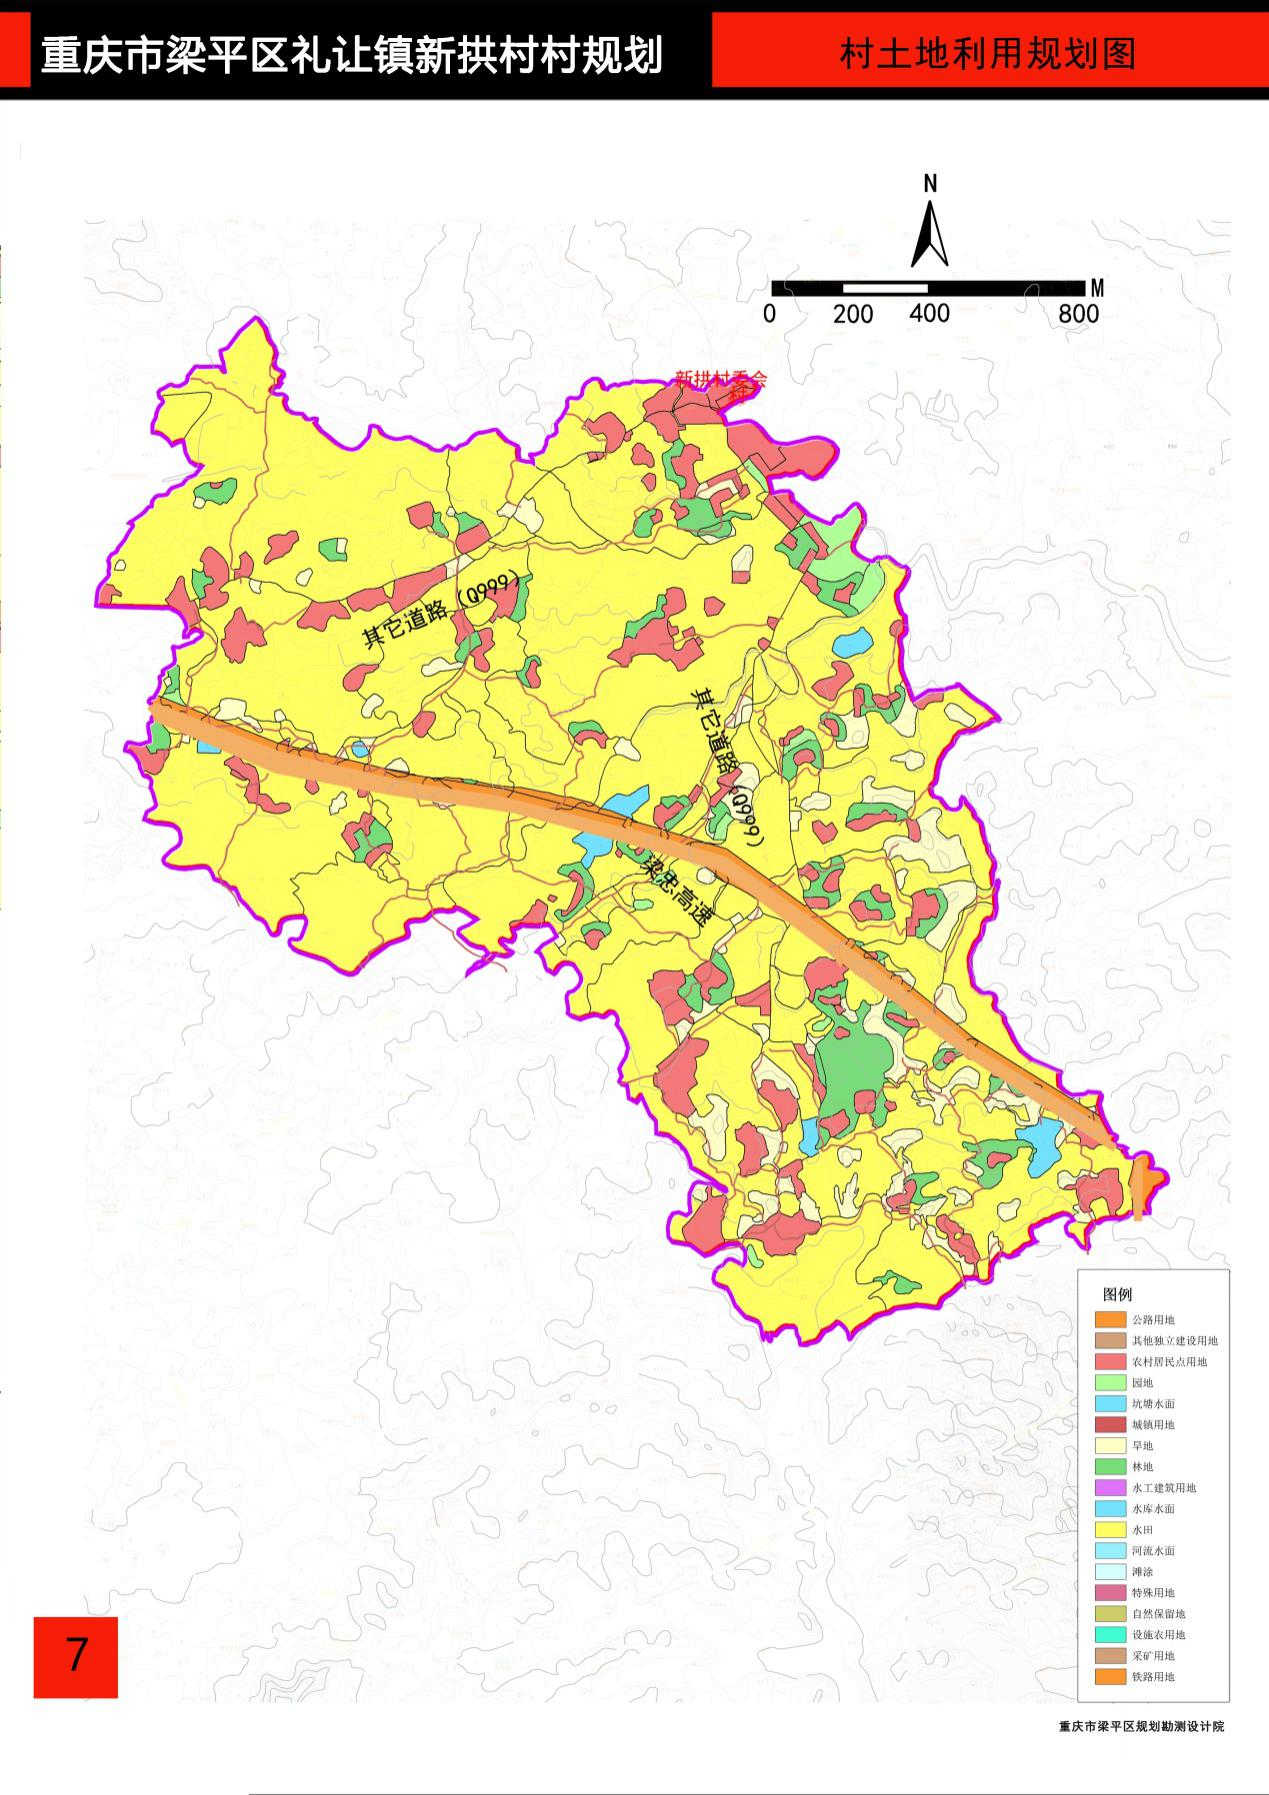 重庆市梁平区礼让镇新拱村村规划
村土地利用规划图
N
M
0 200 400 800
新拱村委会
其它道路（Q999）
其它道路（Q999）
梁忠高速
图例
公路用地
其他独立建设用地
农村居民点用地
园地
坑塘水面
城镇用地
旱地
林地
水工建筑用地
水库水面
水田
河流水面
滩涂
特殊用地
自然保留地
设施农用地
采矿用地
铁路用地
7
重庆市梁平区规划勘测设计院